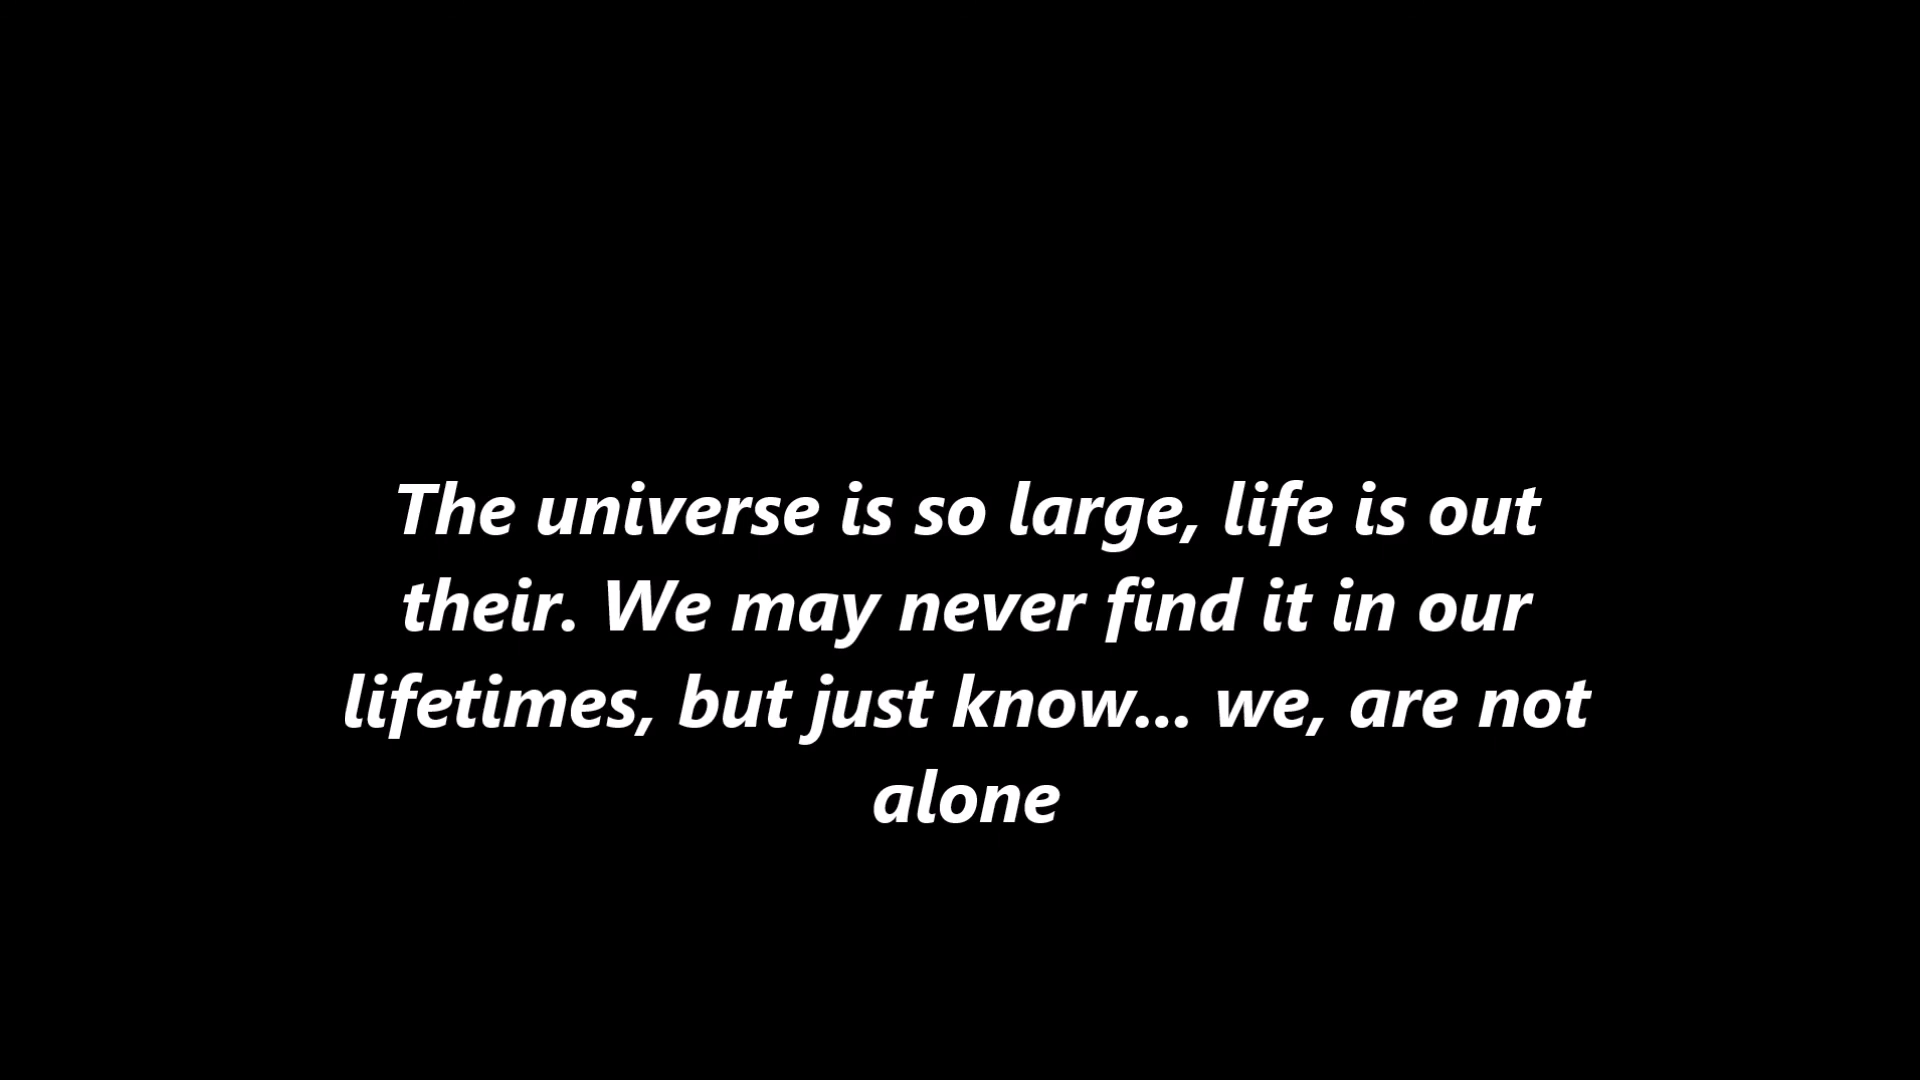 The universe is so large, life is out
their. We may never find it in our
lifetimes, but just know... we, are not
alone